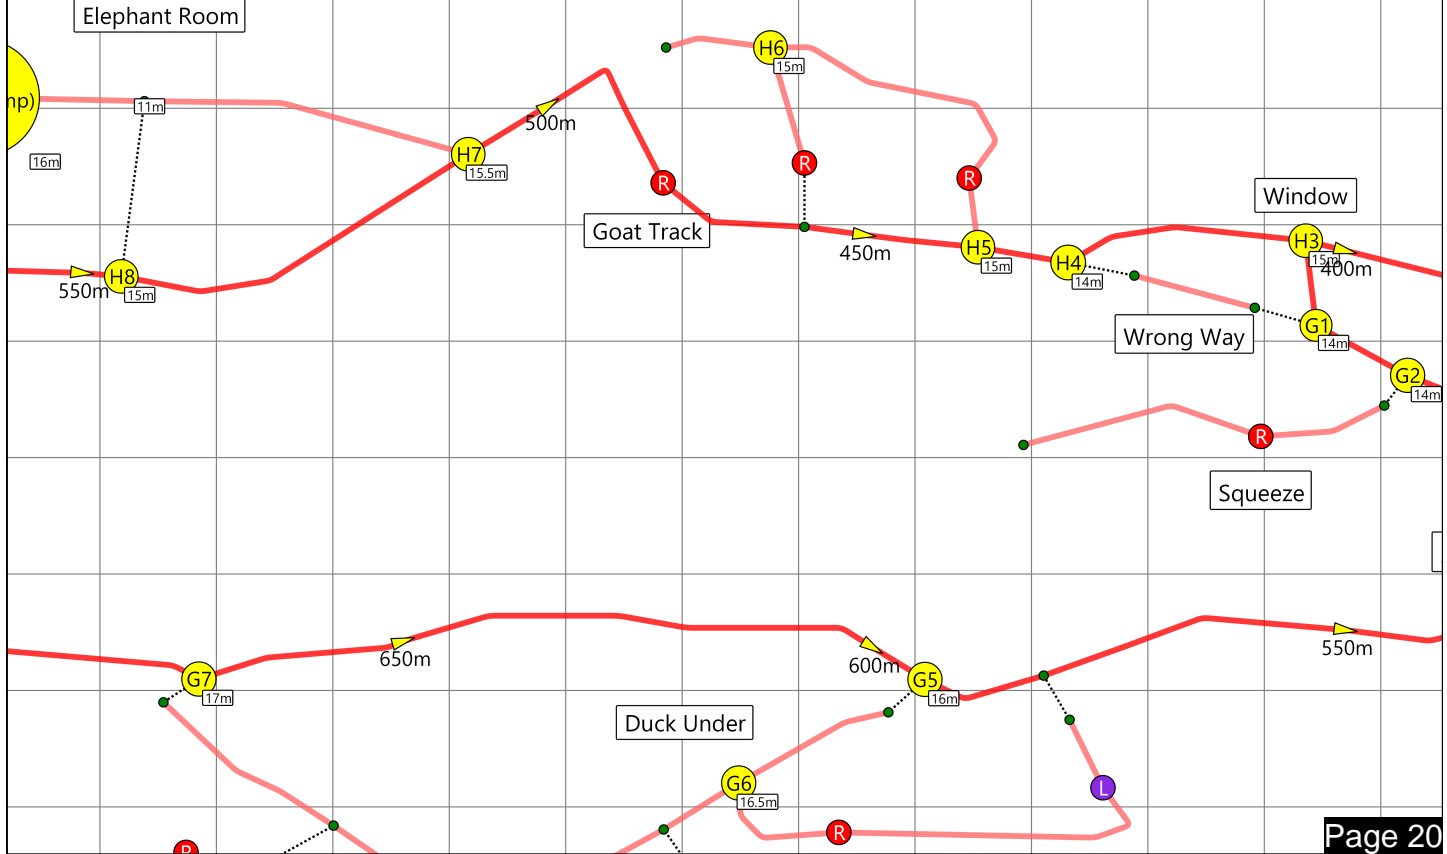 Elephant Room
H6
15m
mp)
11m
500m
16m
H7
15.5m
R
R
R
Window
Goat Track
450m
H5
15m
H4
14m
H3
15m
400m
550m
H8
15m
Wrong Way
G1
14m
G2
14m
R
Squeeze
650m
600m
550m
G7
17m
G5
16m
Duck Under
G6
16.5m
L
R
R
Page 20